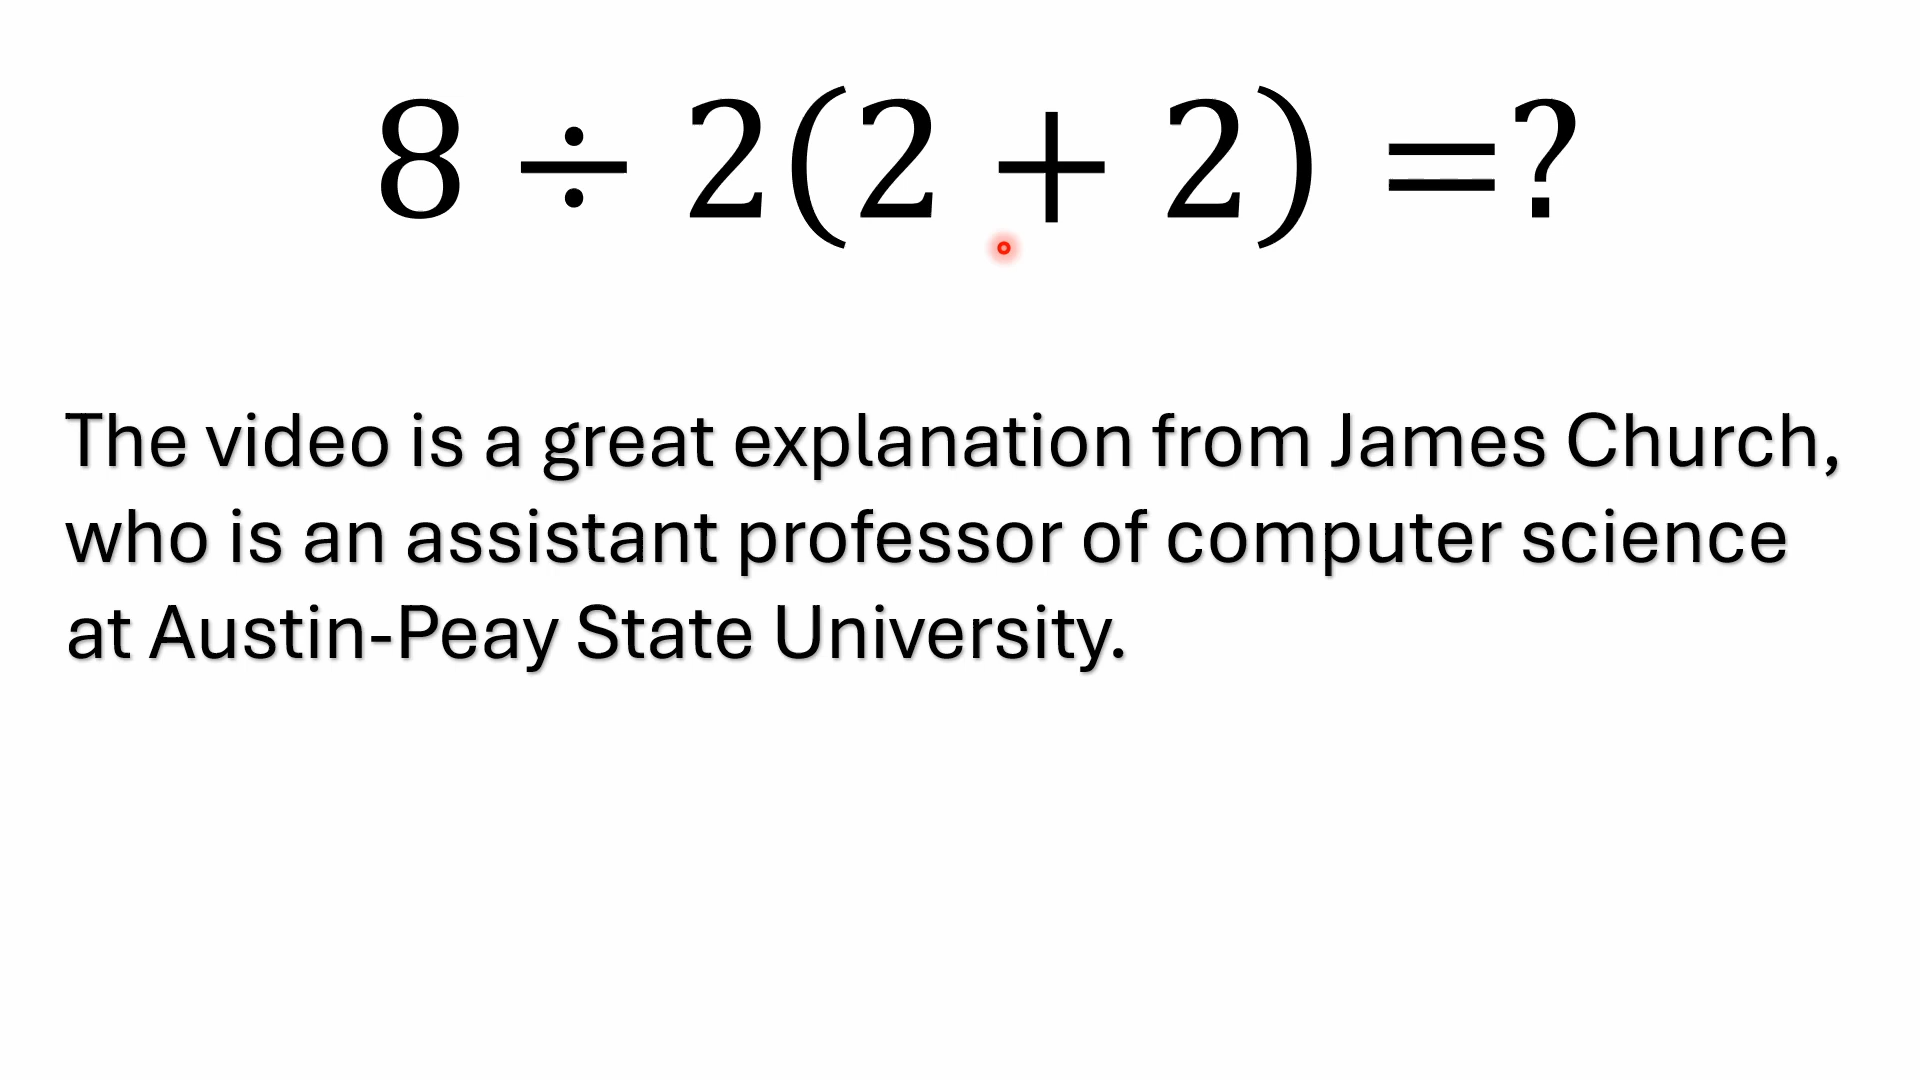 8 ÷ 2(2 + 2) =?
The video is a great explanation from James Church,
who is an assistant professor of computer science
at Austin-Peay State University.